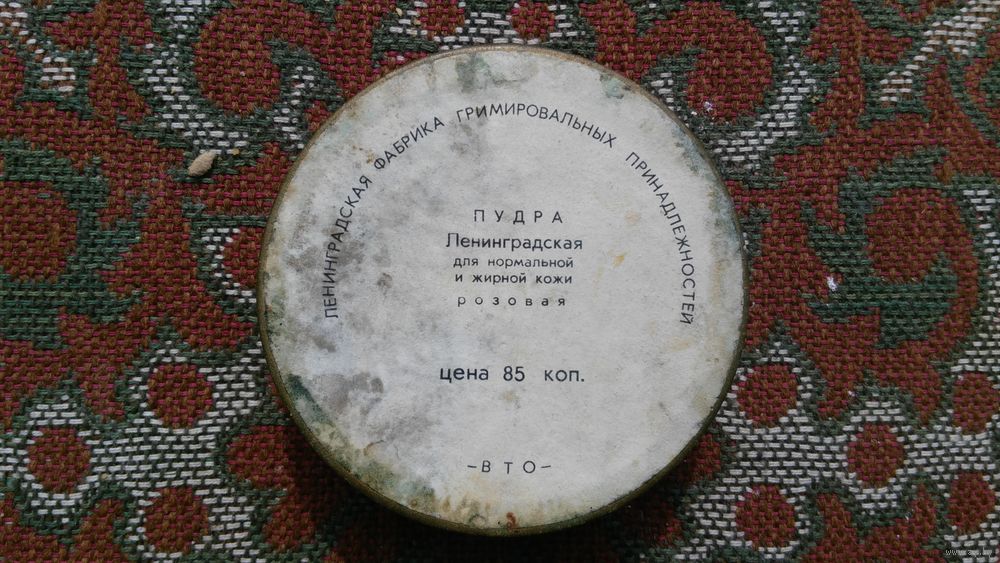 ЛЕНИНГРАДСКАЯ ФАБРИКА ГРИМИРОВАЛЬНЫХ ПРИНАДЛЕЖНОСТЕЙ
ПУДРА
Ленинградская
для нормальной
и жирной кожи
розовая
цена 85 коп.
–ВТО–